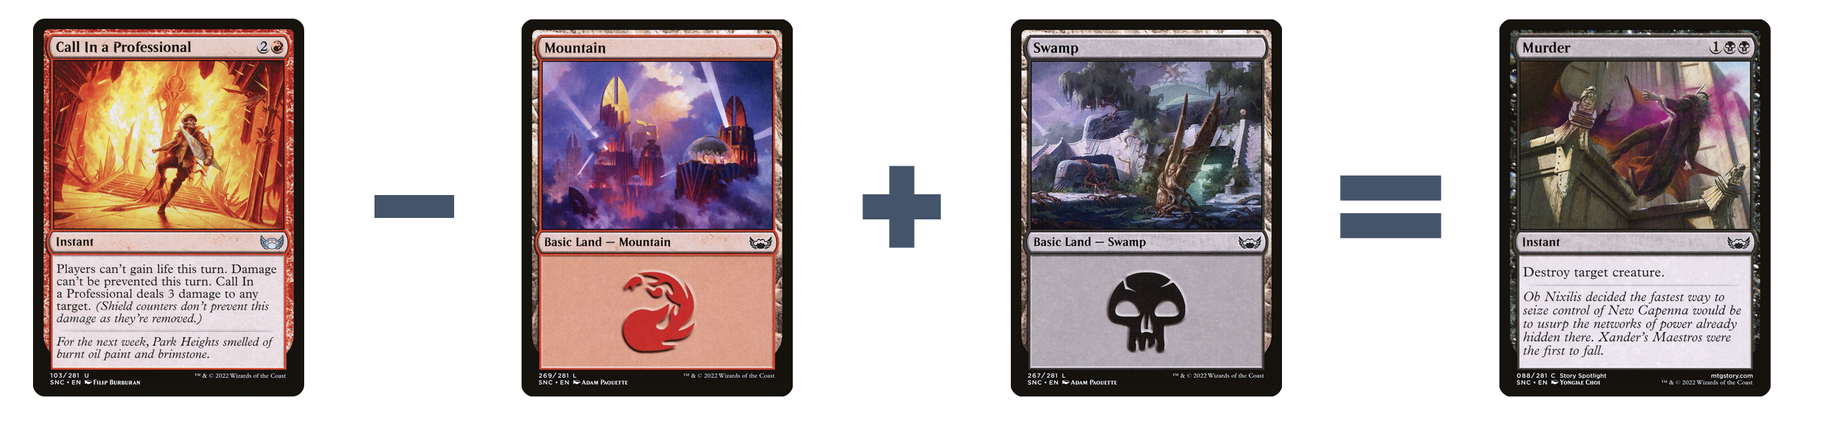 Call In a Professional 2
Instant
Players can't gain life this turn. Damage
can't be prevented this turn. Call In
a Professional deals 3 damage to any
target. (Shield counters don't prevent this
damage as they're removed.)
For the next week, Park Heights smelled of
burnt oil paint and brimstone.
103/281 U
SNC • EN Filip Burburan ™ & © 2022 Wizards of the Coast
Mountain
Basic Land — Mountain
269/281 L
SNC • EN Adam Paquette ™ & © 2022 Wizards of the Coast
Swamp
Basic Land — Swamp
267/281 L
SNC • EN Adam Paquette ™ & © 2022 Wizards of the Coast
Murder 1
Instant
Destroy target creature.
Ob Nixilis decided the fastest way to
seize control of New Capenna would be
to usurp the networks of power already
hidden there. Xander's Maestros were
the first to fall.
088/281 C Story Spotlight mtgstory.com
SNC • EN Yongjae Choi ™ & © 2022 Wizards of the Coast